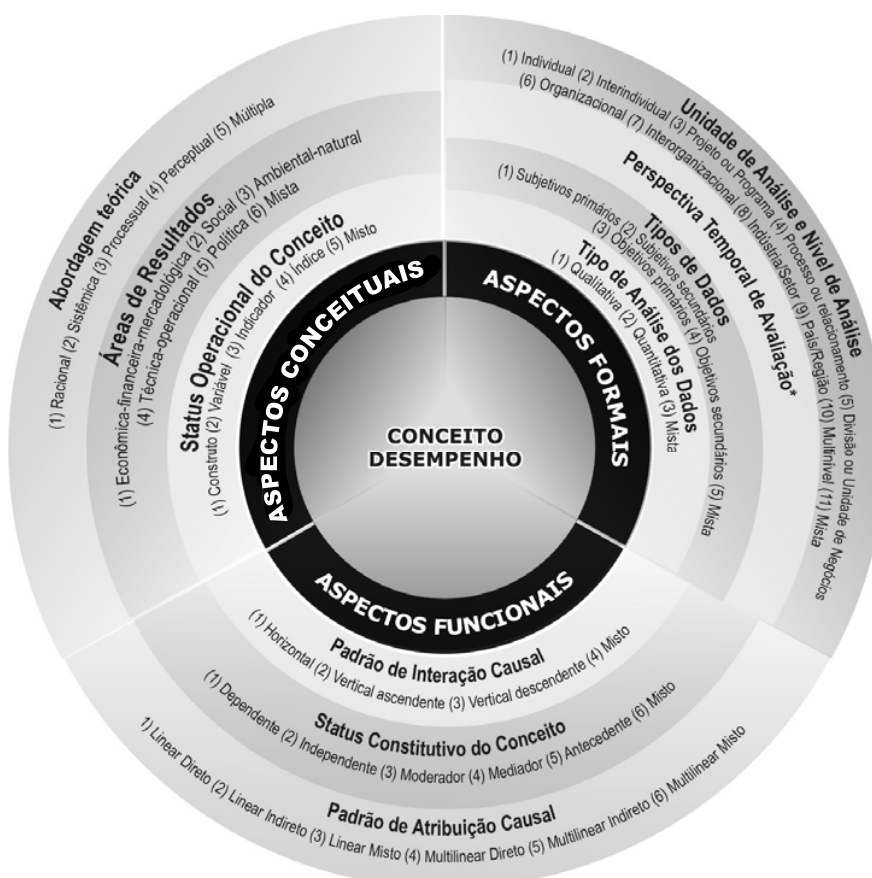 CONCEITO
DESEMPENHO
ASPECTOS CONCEITUAIS
Abordagem teórica
(1) Racional (2) Sistêmica (3) Processual (4) Perceptual (5) Múltipla
Áreas de Resultados
(1) Econômica-financeira-mercadológica (2) Social (3) Ambiental-natural
(4) Técnica-operacional (5) Política (6) Mista
Status Operacional do Conceito
(1) Construto (2) Variável (3) Indicador (4) Índice (5) Misto
ASPECTOS FORMAIS
Unidade de Análise e Nível de Análise
(1) Individual (2) Interindividual (3) Projeto ou Programa (4) Processo ou relacionamento (5) Divisão ou Unidade de Negócios
(6) Organizacional (7) Interorganizacional (8) Indústria/Setor (9) País/Região (10) Multinível (11) Mista
Perspectiva Temporal de Avaliação*
Tipos de Dados
(1) Subjetivos primários (2) Subjetivos secundários
(3) Objetivos primários (4) Objetivos secundários (5) Mista
Tipo de Análise dos Dados
(1) Qualitativa (2) Quantitativa (3) Mista
ASPECTOS FUNCIONAIS
Padrão de Interação Causal
(1) Horizontal (2) Vertical ascendente (3) Vertical descendente (4) Misto
Status Constitutivo do Conceito
(1) Dependente (2) Independente (3) Moderador (4) Mediador (5) Antecedente (6) Misto
Padrão de Atribuição Causal
1) Linear Direto (2) Linear Indireto (3) Linear Misto (4) Multilinear Direto (5) Multilinear Indireto (6) Multilinear Misto